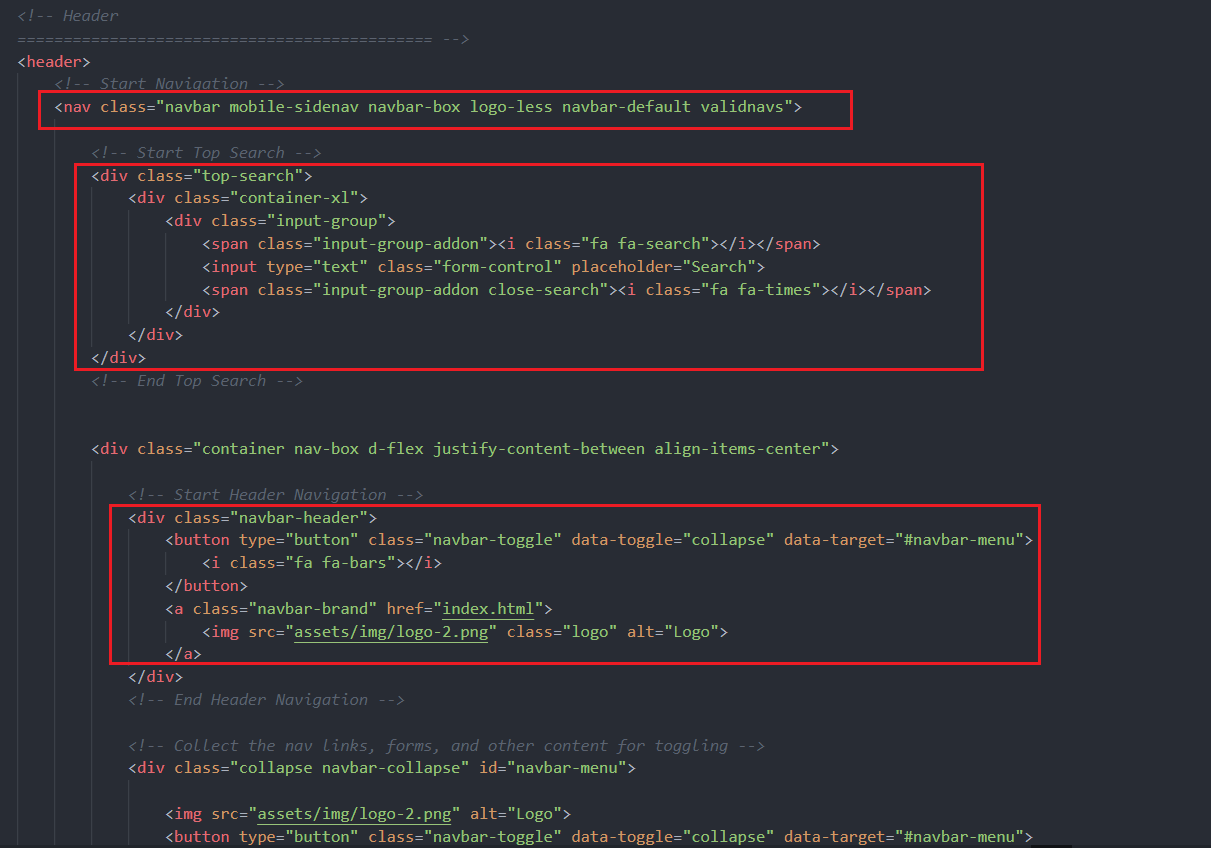 <!-- Header
============================================= -->
<header>
<!-- Start Navigation -->
<nav class="navbar mobile-sidenav navbar-box logo-less navbar-default validnavs">
<!-- Start Top Search -->
<div class="top-search">
<div class="container-xl">
<div class="input-group">
<span class="input-group-addon"><i class="fa fa-search"></i></span>
<input type="text" class="form-control" placeholder="Search">
<span class="input-group-addon close-search"><i class="fa fa-times"></i></span>
</div>
</div>
</div>
<!-- End Top Search -->
<div class="container nav-box d-flex justify-content-between align-items-center">
<!-- Start Header Navigation -->
<div class="navbar-header">
<button type="button" class="navbar-toggle" data-toggle="collapse" data-target="#navbar-menu">
<i class="fa fa-bars"></i>
</button>
<a class="navbar-brand" href="index.html">
<img src="assets/img/logo-2.png" class="logo" alt="Logo">
</a>
</div>
<!-- End Header Navigation -->
<!-- Collect the nav links, forms, and other content for toggling -->
<div class="collapse navbar-collapse" id="navbar-menu">
<img src="assets/img/logo-2.png" alt="Logo">
<button type="button" class="navbar-toggle" data-toggle="collapse" data-target="#navbar-menu">